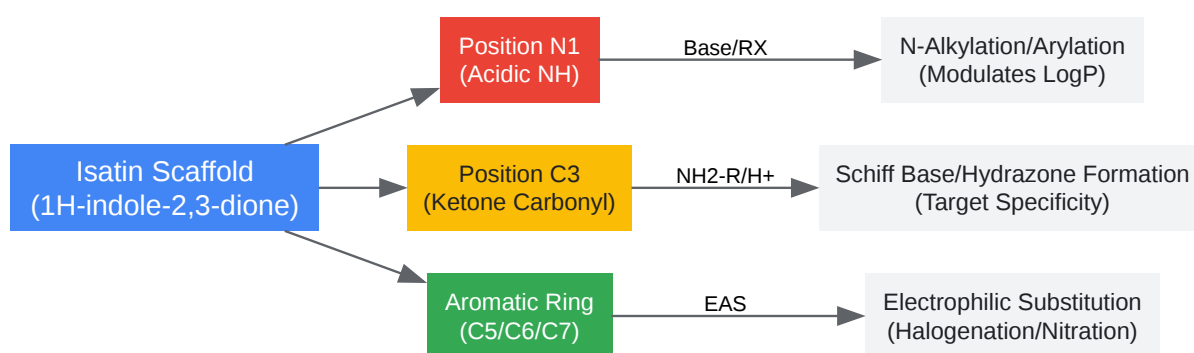 Isatin Scaffold
(1H-indole-2,3-dione)
Position N1
(Acidic NH)
Base/RX
N-Alkylation/Arylation
(Modulates LogP)
Position C3
(Ketone Carbonyl)
NH2-R/H+
Schiff Base/Hydrazone Formation
(Target Specificity)
Aromatic Ring
(C5/C6/C7)
EAS
Electrophilic Substitution
(Halogenation/Nitration)